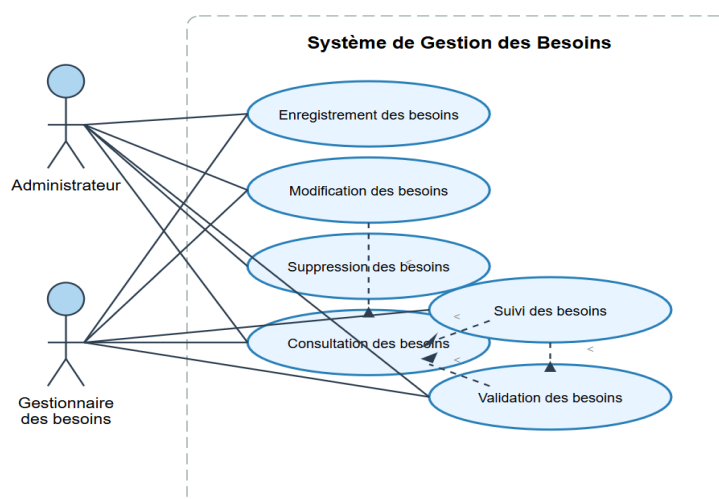 Système de Gestion des Besoins
Enregistrement des besoins
Administrateur
Modification des besoins
Suppression des besoins
<
Suivi des besoins
<
Consultation des besoins
<
<
Gestionnaire
des besoins
Validation des besoins